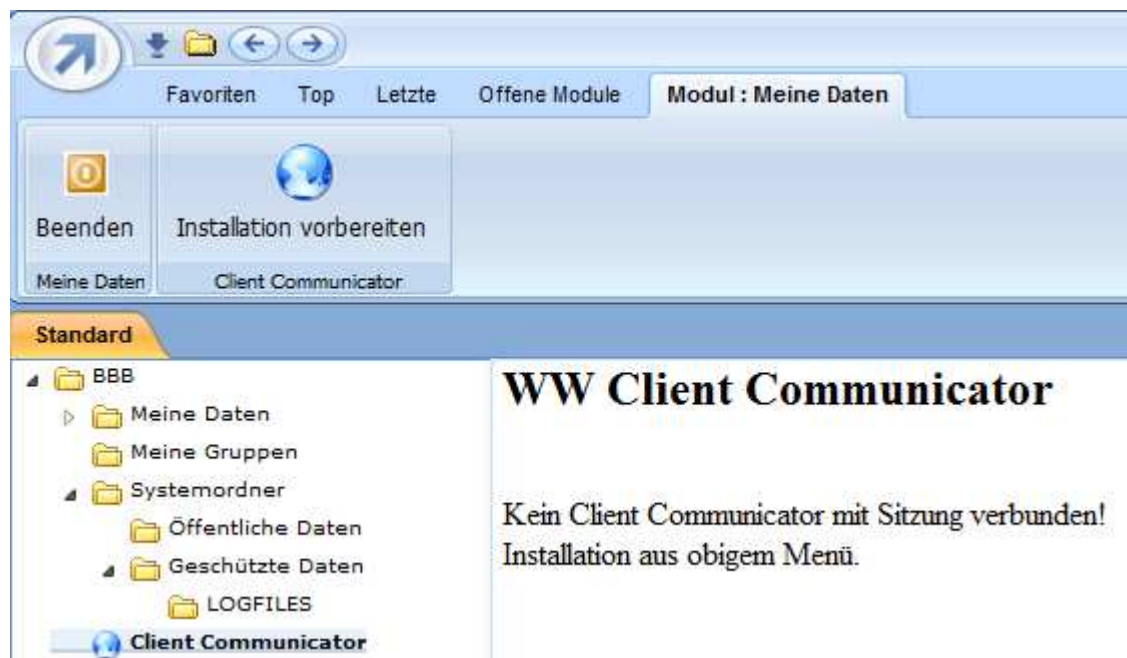 Favoriten Top Letzte Offene Module Modul : Meine Daten
Beenden Installation vorbereiten
Meine Daten Client Communicator
Standard
BBB
Meine Daten
Meine Gruppen
Systemordner
Öffentliche Daten
Geschützte Daten
LOGFILES
Client Communicator
WW Client Communicator
Kein Client Communicator mit Sitzung verbunden!
Installation aus obigem Menü.